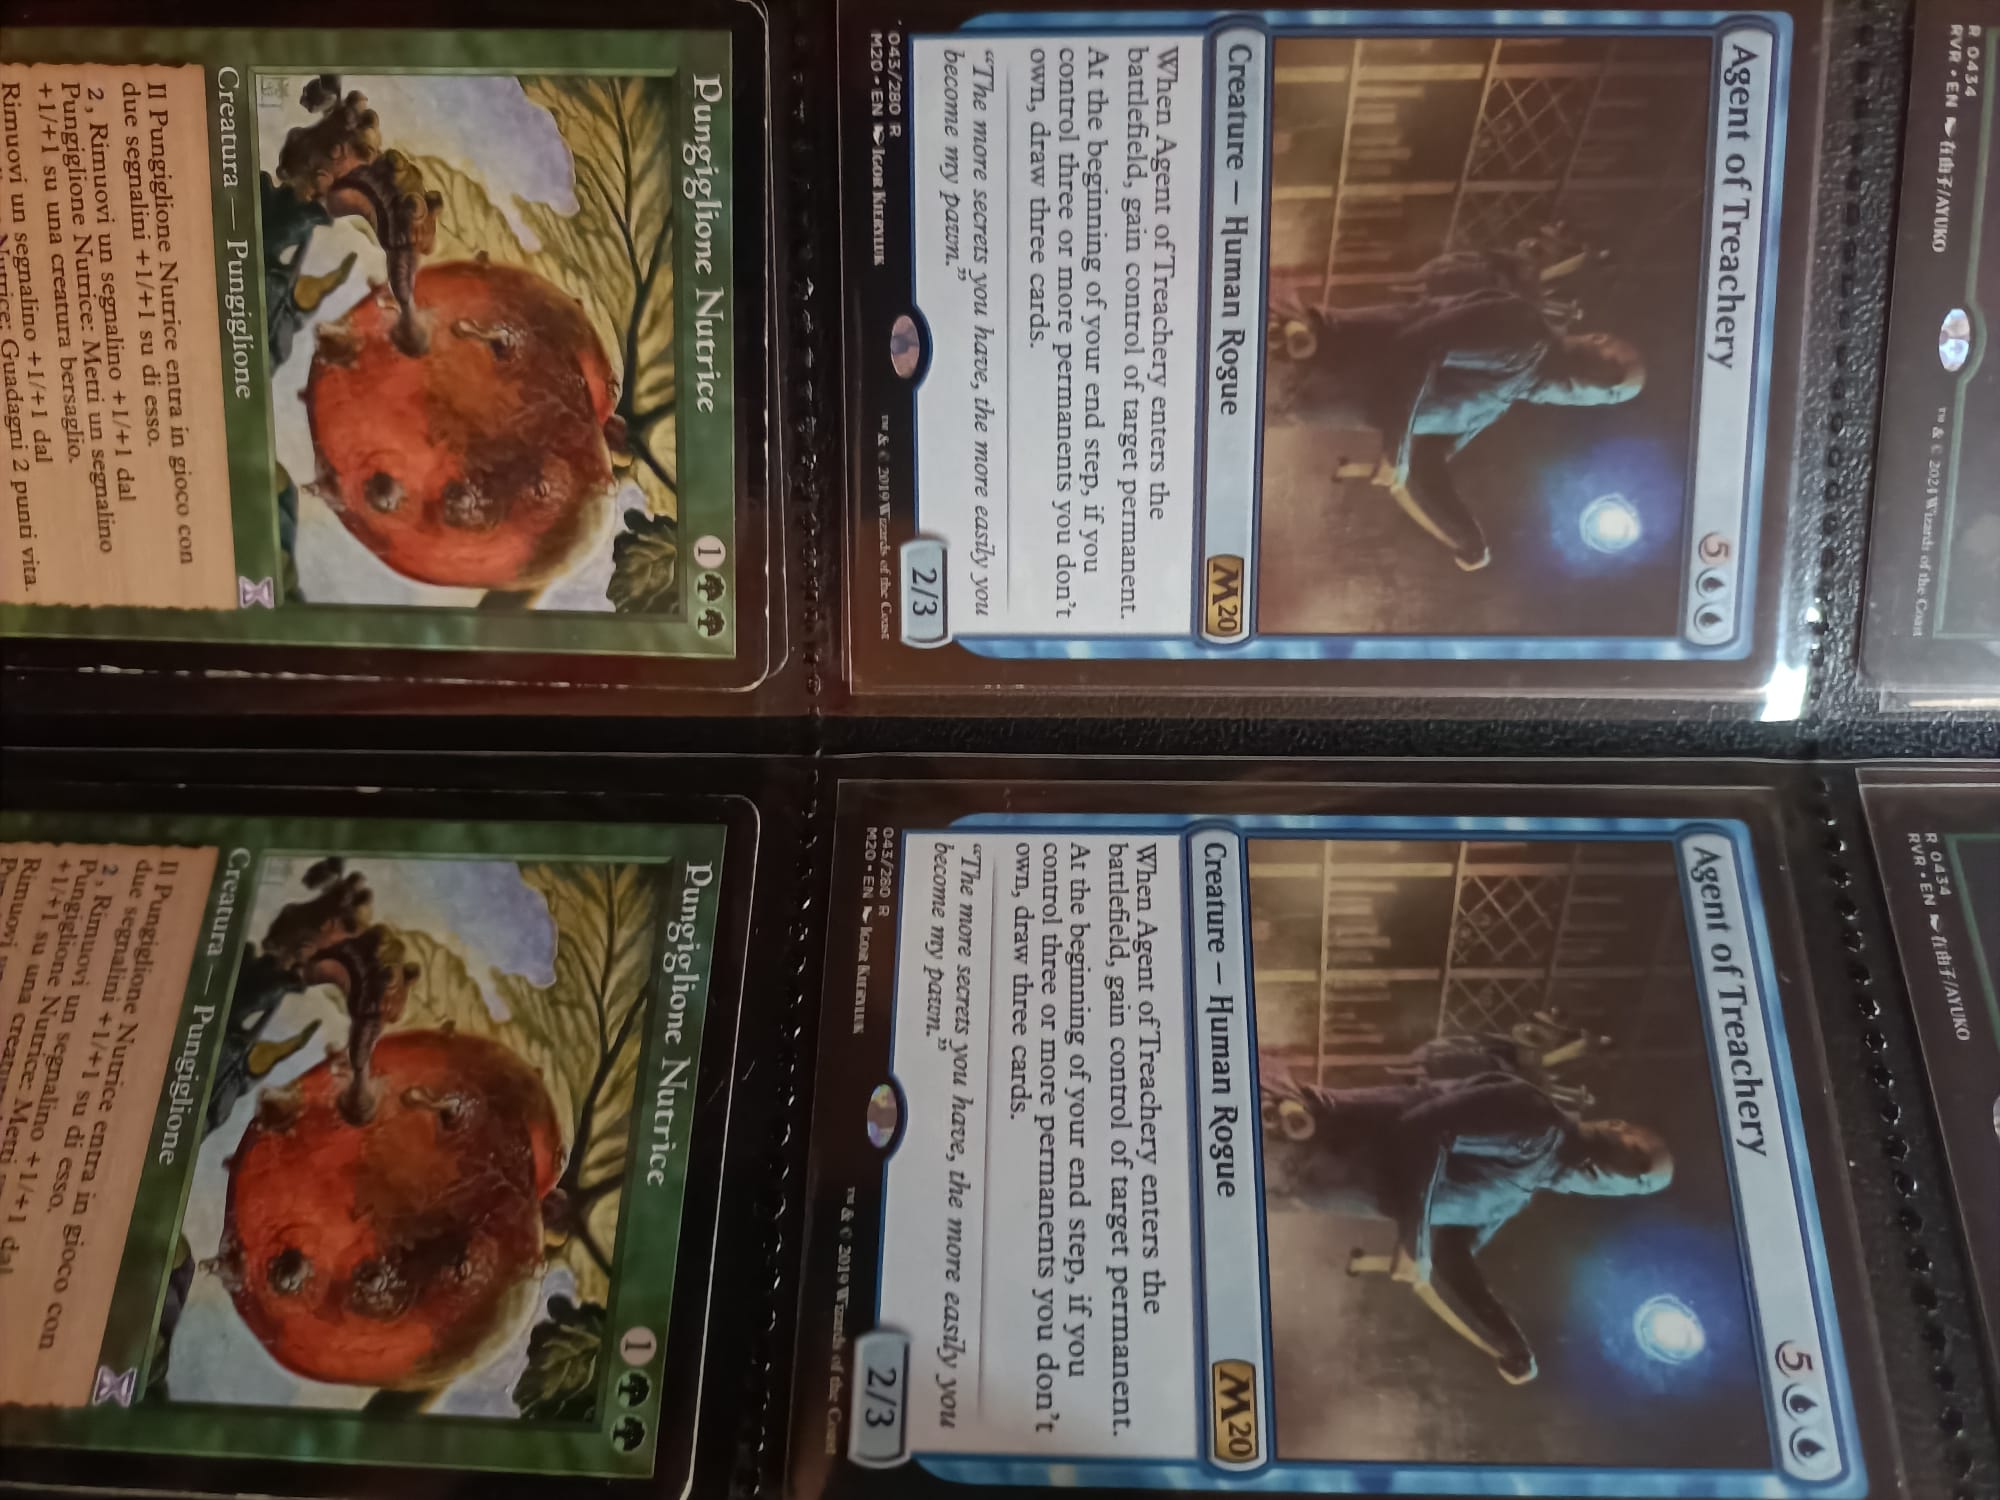 R 0434
RVR • EN 在由子/AYUKO
™ & © 2024 Wizards of the Coast
R 0434
RVR • EN 在由子/AYUKO
Agent of Treachery 5
Creature — Human Rogue M20
When Agent of Treachery enters the
battlefield, gain control of target permanent.
At the beginning of your end step, if you
control three or more permanents you don't
own, draw three cards.
“The more secrets you have, the more easily you
become my pawn.”
2/3
043/280 R
M20 • EN Igor Kieryluk
™ & © 2019 Wizards of the Coast
Agent of Treachery 5
Creature — Human Rogue M20
When Agent of Treachery enters the
battlefield, gain control of target permanent.
At the beginning of your end step, if you
control three or more permanents you don't
own, draw three cards.
“The more secrets you have, the more easily you
become my pawn.”
2/3
043/280 R
M20 • EN Igor Kieryluk
™ & © 2019 Wizards of the Coast
Pungiglione Nutrice 1
Creatura — Pungiglione
Il Pungiglione Nutrice entra in gioco con
due segnalini +1/+1 su di esso.
2, Rimuovi un segnalino +1/+1 dal
Pungiglione Nutrice: Metti un segnalino
+1/+1 su una creatura bersaglio.
Rimuovi un segnalino +1/+1 dal
Nutrice: Guadagni 2 punti vita.
Pungiglione Nutrice 1
Creatura — Pungiglione
Il Pungiglione Nutrice entra in gioco con
due segnalini +1/+1 su di esso.
2, Rimuovi un segnalino +1/+1 dal
Pungiglione Nutrice: Metti
+1/+1 su una
Rimuovi